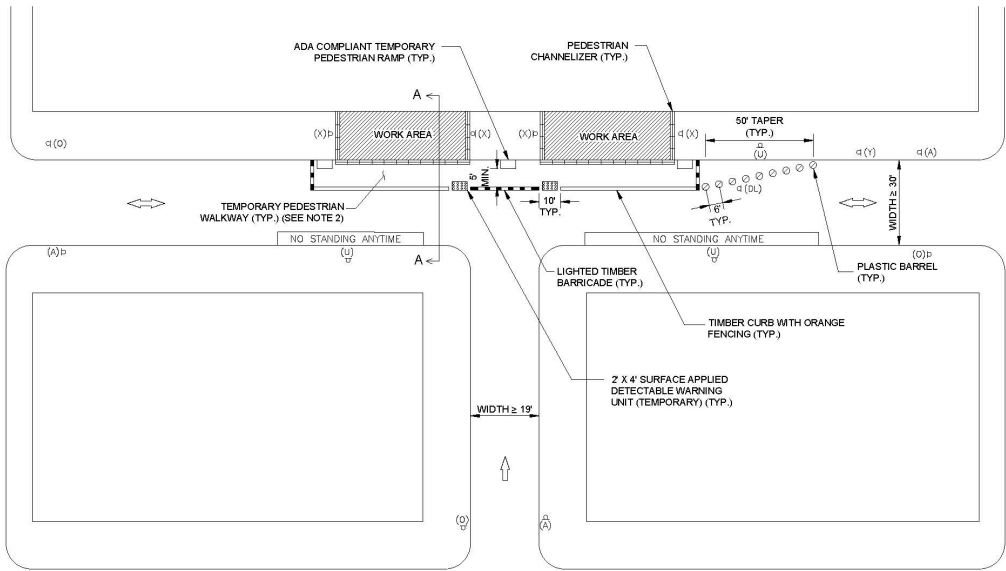 ADA COMPLIANT TEMPORARY
PEDESTRIAN RAMP (TYP.)
PEDESTRIAN
CHANNELIZER (TYP.)
A
50' TAPER
(TYP.)
(U)
(O)
(X)
WORK AREA
(X)
(X)
WORK AREA
(X)
(Y)
(A)
5'
MIN.
(DL)
6'
TYP.
10'
TYP.
WIDTH ≥ 30'
TEMPORARY PEDESTRIAN
WALKWAY (TYP.) (SEE NOTE 2)
NO STANDING ANYTIME
NO STANDING ANYTIME
(A)
(U)
A
(U)
(O)
LIGHTED TIMBER
BARRICADE (TYP.)
PLASTIC BARREL
(TYP.)
TIMBER CURB WITH ORANGE
FENCING (TYP.)
2' X 4' SURFACE APPLIED
DETECTABLE WARNING
UNIT (TEMPORARY) (TYP.)
WIDTH ≥ 19'
(O)
(A)